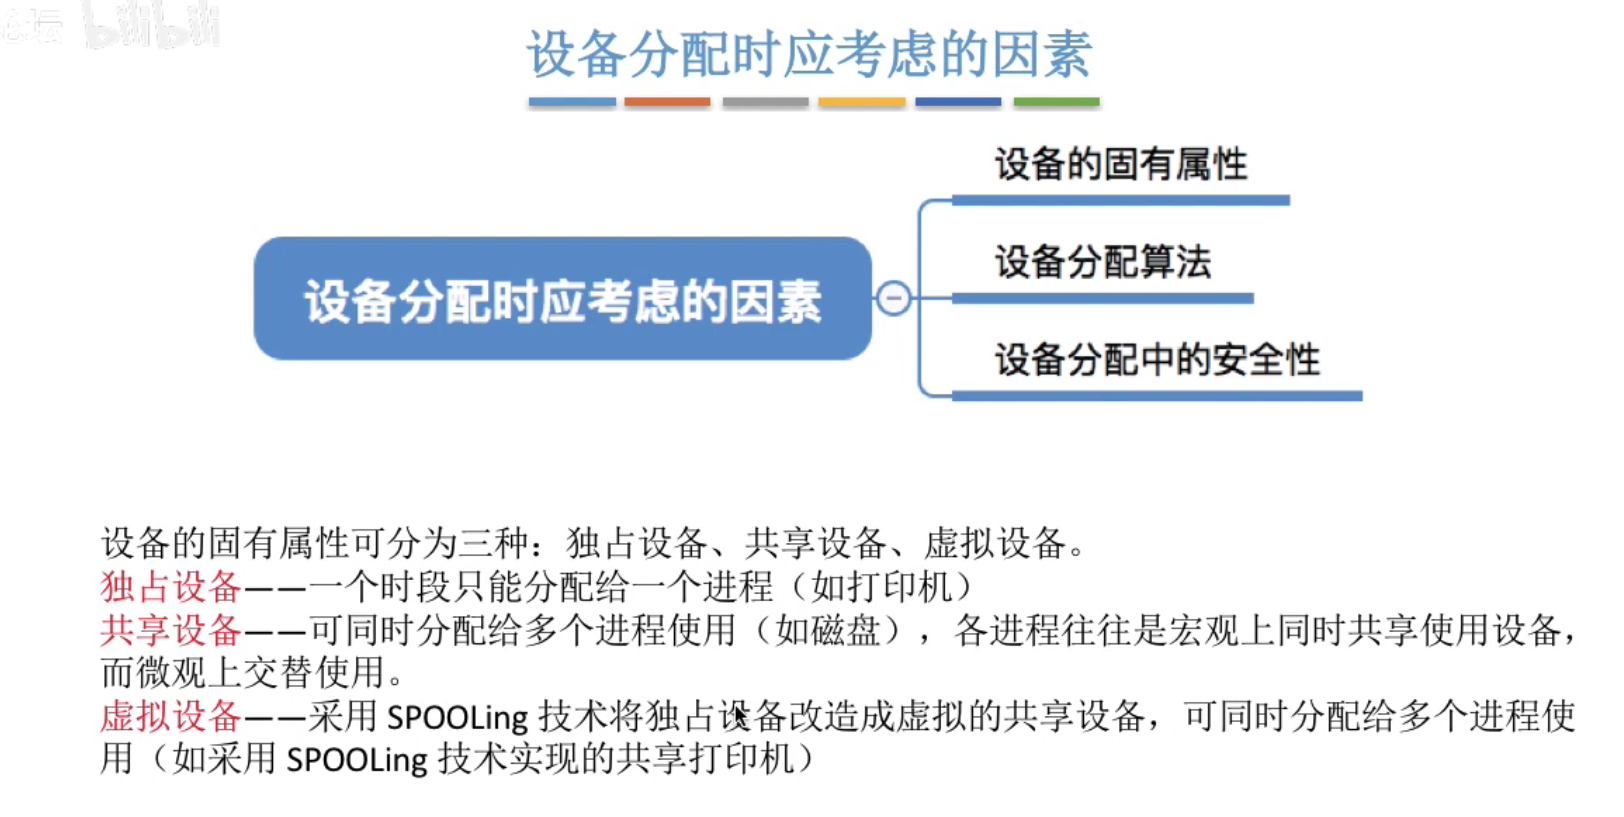 bilibili
设备分配时应考虑的因素
设备的固有属性
设备分配时应考虑的因素
设备分配算法
设备分配中的安全性
设备的固有属性可分为三种：独占设备、共享设备、虚拟设备。
独占设备——一个时段只能分配给一个进程（如打印机）
共享设备——可同时分配给多个进程使用（如磁盘），各进程往往是宏观上同时共享使用设备，
而微观上交替使用。
虚拟设备——采用 SPOOLing 技术将独占设备改造成虚拟的共享设备，可同时分配给多个进程使
用（如采用 SPOOLing 技术实现的共享打印机）